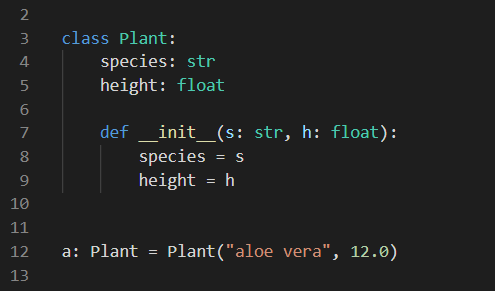 2
3 class Plant:
4     species: str
5     height: float
6
7     def __init__(s: str, h: float):
8         species = s
9         height = h
10
11
12 a: Plant = Plant("aloe vera", 12.0)
13